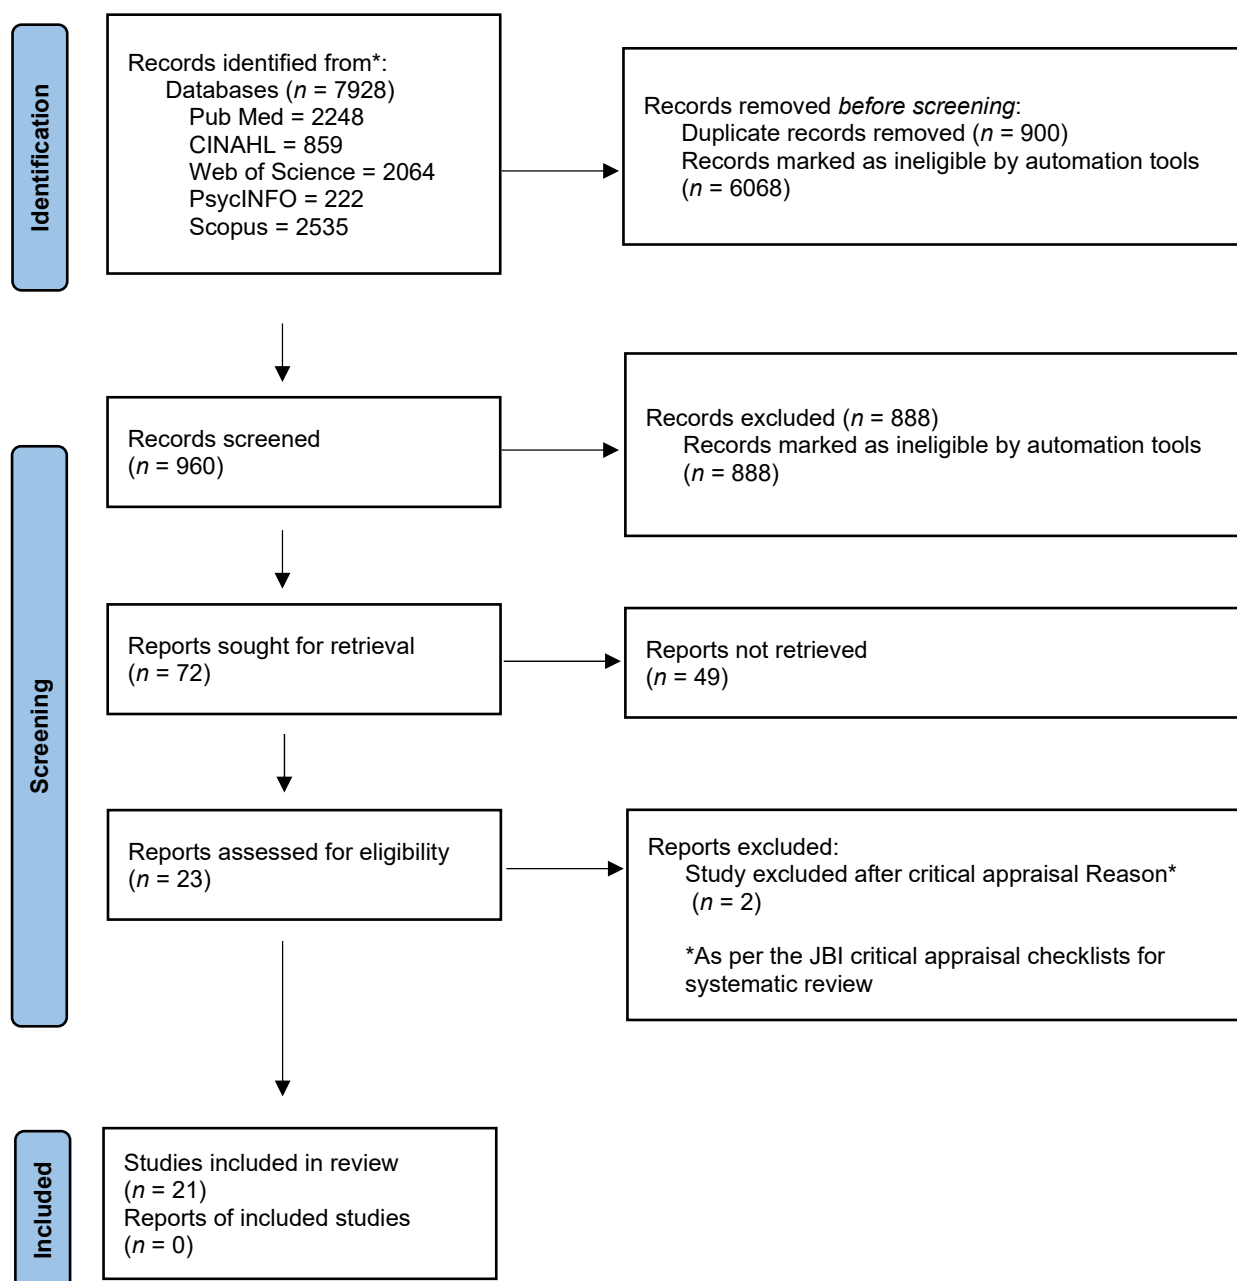 Identification
Records identified from*:
Databases (n = 7928)
Pub Med = 2248
CINAHL = 859
Web of Science = 2064
PsycINFO = 222
Scopus = 2535
Records removed before screening:
Duplicate records removed (n = 900)
Records marked as ineligible by automation tools
(n = 6068)
Screening
Records screened
(n = 960)
Records excluded (n = 888)
Records marked as ineligible by automation tools
(n = 888)
Reports sought for retrieval
(n = 72)
Reports not retrieved
(n = 49)
Reports assessed for eligibility
(n = 23)
Reports excluded:
Study excluded after critical appraisal Reason*
(n = 2)
*As per the JBI critical appraisal checklists for
systematic review
Included
Studies included in review
(n = 21)
Reports of included studies
(n = 0)